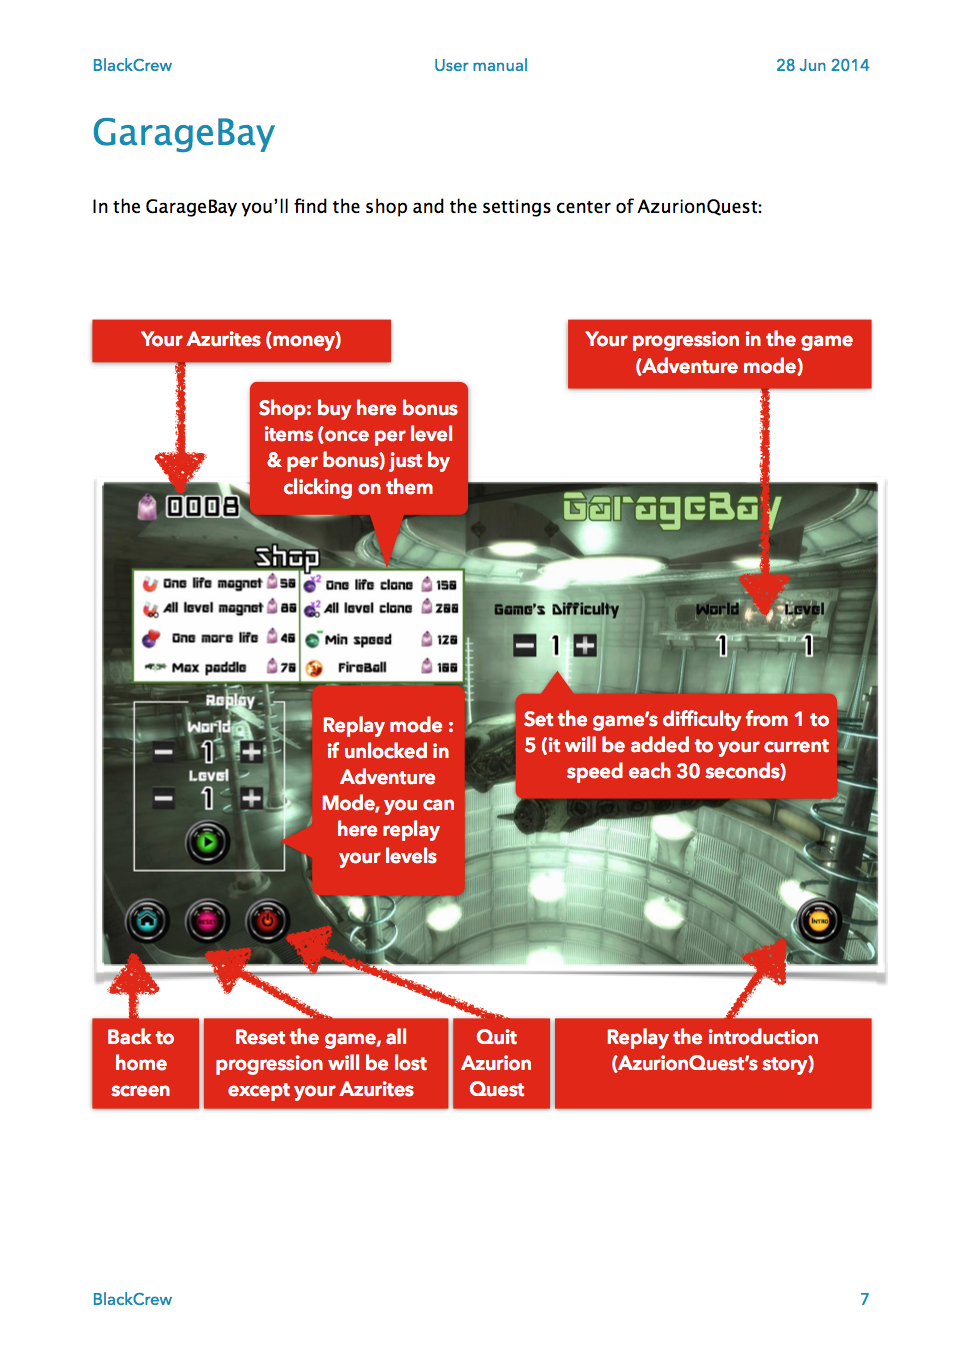 BlackCrew User manual 28 Jun 2014
GarageBay
In the GarageBay you’ll find the shop and the settings center of AzurionQuest:
Your Azurites (money)
Your progression in the game
(Adventure mode)
Shop: buy here bonus
items (once per level
& per bonus) just by
clicking on them
0008
GarageBay
Shop
One life magnet 50
One life clone 150
All level magnet 80
All level clone 200
One more life 40
Min speed 120
Max paddle 70
FireBall 100
Game's Difficulty
1
World Level
1 1
Replay
World
1
Level
1
Replay mode :
if unlocked in
Adventure
Mode, you can
here replay
your levels
Set the game’s difficulty from 1 to
5 (it will be added to your current
speed each 30 seconds)
RESET
INTRO
Back to
home
screen
Reset the game, all
progression will be lost
except your Azurites
Quit
Azurion
Quest
Replay the introduction
(AzurionQuest’s story)
BlackCrew 7